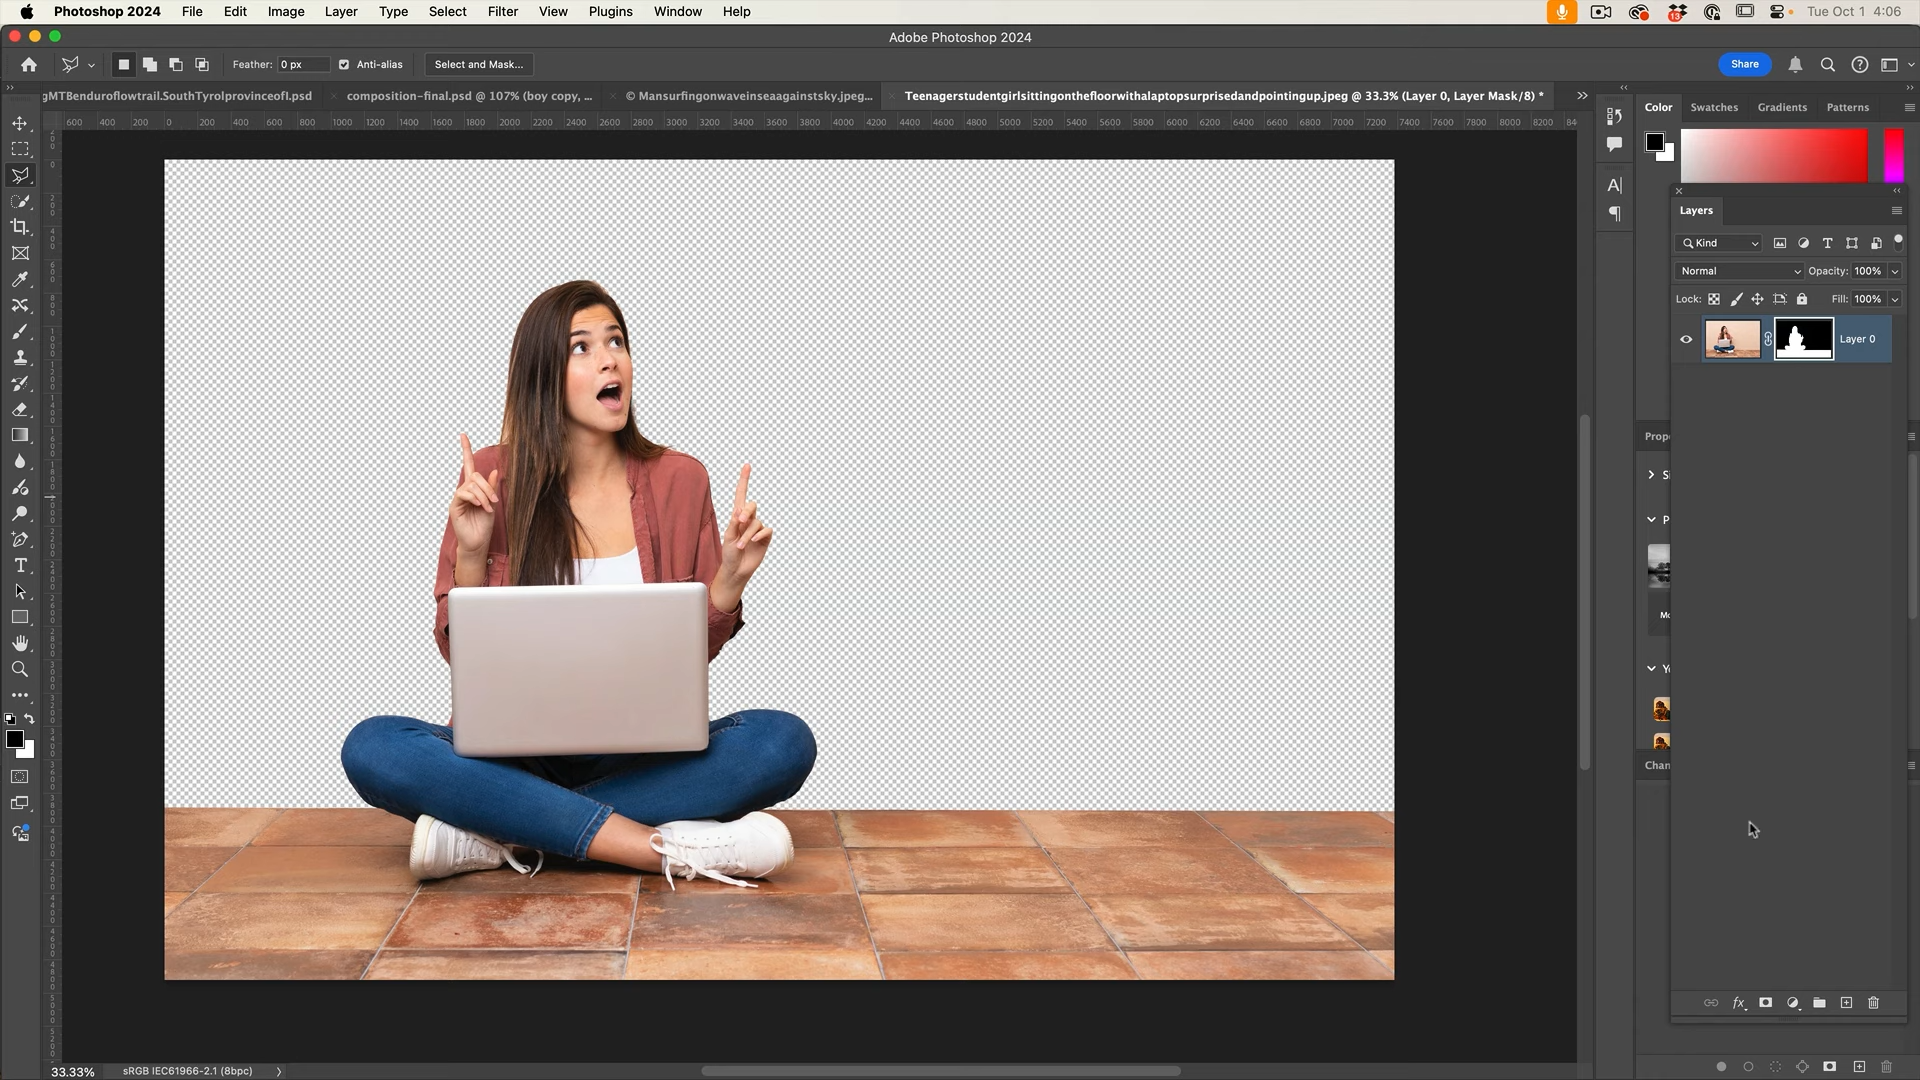 Photoshop 2024 File Edit Image Layer Type Select Filter View Plugins Window Help 13 Tue Oct 1 4:06
Adobe Photoshop 2024
Feather: 0 px Anti-alias Select and Mask... Share
gMTBenduroflowtrail.SouthTyrolprovinceofI.psd composition-final.psd @ 107% (boy copy, ... © Mansurfingonwaveinseaagainstsky.jpeg... Teenagerstudentgirlsittingonthefloorwithalaptopsurprisedandpointingup.jpeg @ 33.3% (Layer 0, Layer Mask/8) *
Color Swatches Gradients Patterns
600 400 200 0 200 400 600 800 1000 1200 1400 1600 1800 2000 2200 2400 2600 2800 3000 3200 3400 3600 3800 4000 4200 4400 4600 4800 5000 5200 5400 5600 5800 6000 6200 6400 6600 6800 7000 7200 7400 7600 7800 8000 8200 84
Layers
Kind
Normal Opacity: 100%
Lock: Fill: 100%
Layer 0
Prop
Si
P
Mo
Yo
Chan
33.33% sRGB IEC61966-2.1 (8bpc)